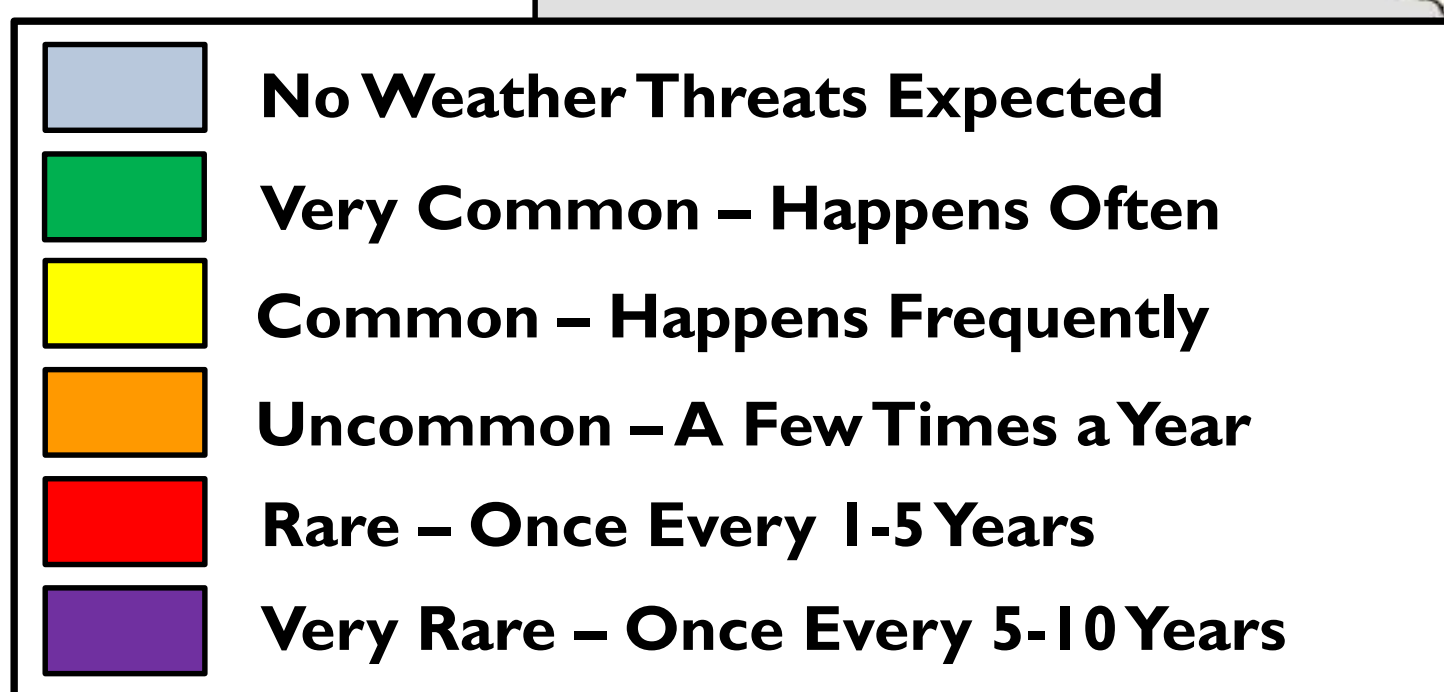 No Weather Threats Expected
Very Common – Happens Often
Common – Happens Frequently
Uncommon – A Few Times a Year
Rare – Once Every 1-5 Years
Very Rare – Once Every 5-10 Years